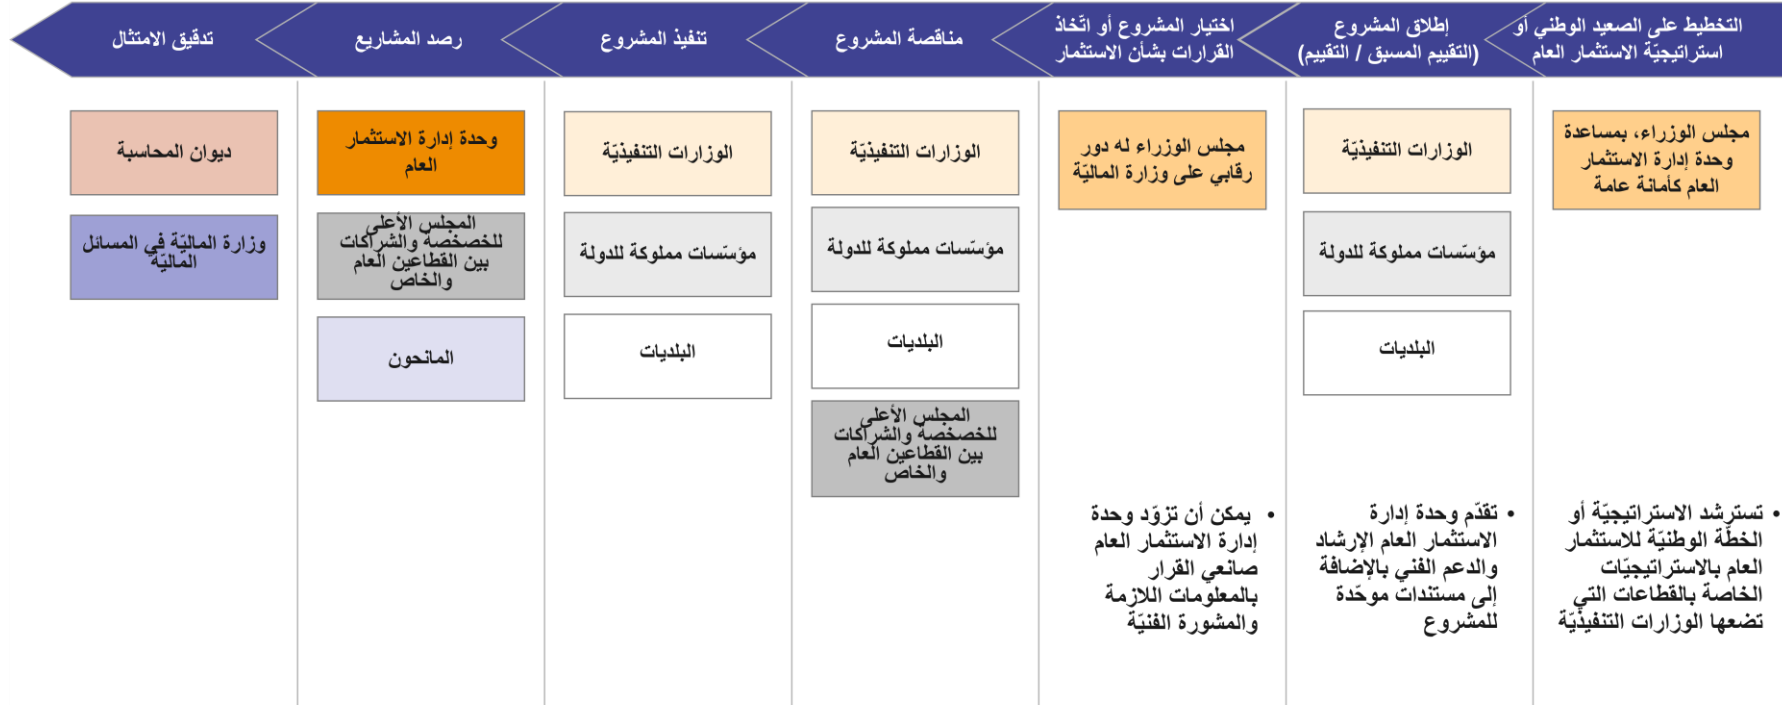 التخطيط على الصعيد الوطني أو
استراتيجيّة الاستثمار العام
إطلاق المشروع
(التقييم المسبق / التقييم)
اختيار المشروع أو اتّخاذ
القرارات بشأن الاستثمار
مناقصة المشروع
تنفيذ المشروع
رصد المشاريع
تدقيق الامتثال
مجلس الوزراء، بمساعدة
وحدة إدارة الاستثمار
العام كأمانة عامة
• تسترشد الاستراتيجيّة أو
الخطّة الوطنيّة للاستثمار
العام بالاستراتيجيّات
الخاصة بالقطاعات التي
تضعها الوزارات التنفيذيّة
الوزارات التنفيذيّة
مؤسّسات مملوكة للدولة
البلديات
• تقدّم وحدة إدارة
الاستثمار العام الإرشاد
والدعم الفني بالإضافة
إلى مستندات موحّدة
للمشروع
مجلس الوزراء له دور
رقابي على وزارة الماليّة
• يمكن أن تزوّد وحدة
إدارة الاستثمار العام
صانعي القرار
بالمعلومات اللازمة
والمشورة الفنيّة
الوزارات التنفيذيّة
مؤسّسات مملوكة للدولة
البلديات
المجلس الأعلى
للخصخصة والشراكات
بين القطاعين العام
والخاص
الوزارات التنفيذيّة
مؤسّسات مملوكة للدولة
البلديات
وحدة إدارة الاستثمار
العام
المجلس الأعلى
للخصخصة والشراكات
بين القطاعين العام
والخاص
المانحون
ديوان المحاسبة
وزارة الماليّة في المسائل
الماليّة